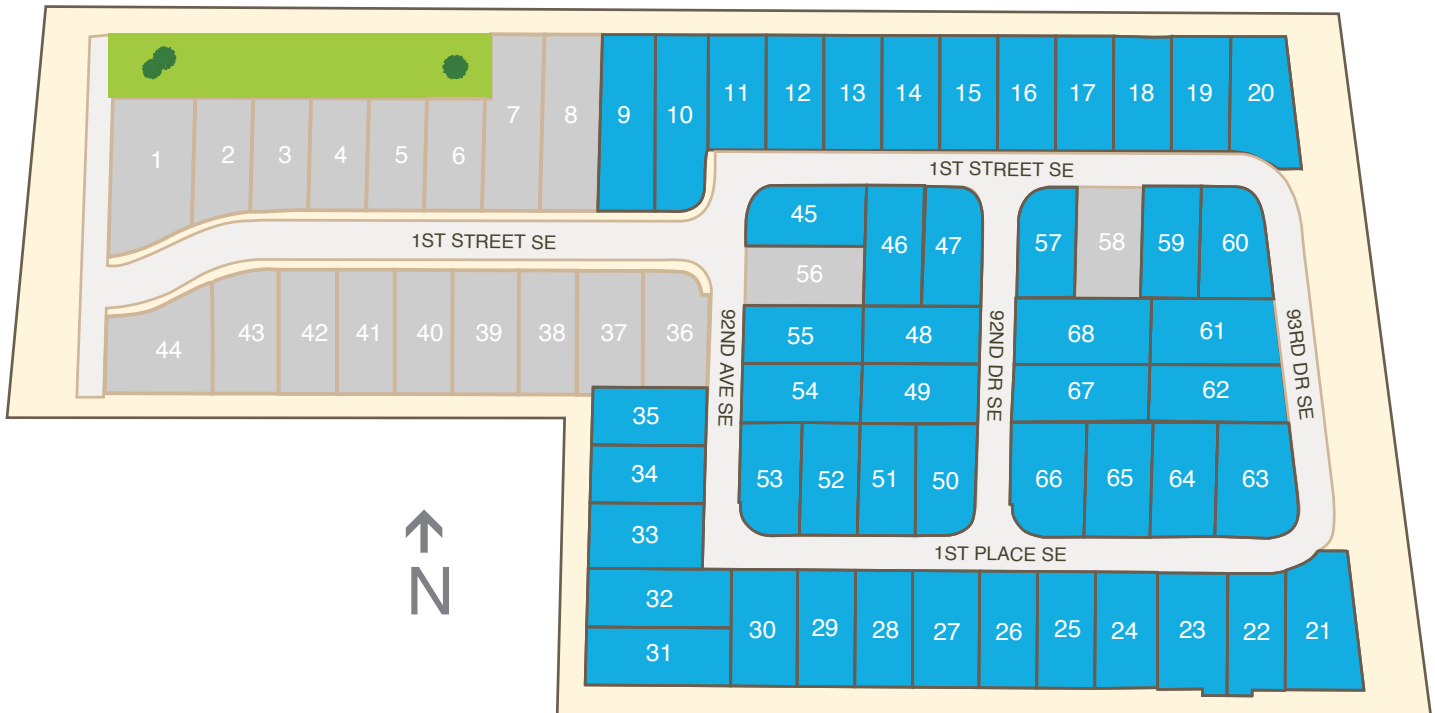 11 12 13 14 15 16 17 18 19 20
7 8 9 10
1 2 3 4 5 6
1ST STREET SE
45 46 47 57 58 59 60
1ST STREET SE
56
44 43 42 41 40 39 38 37 36
92ND AVE SE
55 48
92ND DR SE
68 61
93RD DR SE
54 49 67 62
35
34
53 52 51 50 66 65 64 63
33
1ST PLACE SE
32
30 29 28 27 26 25 24 23 22 21
31
N